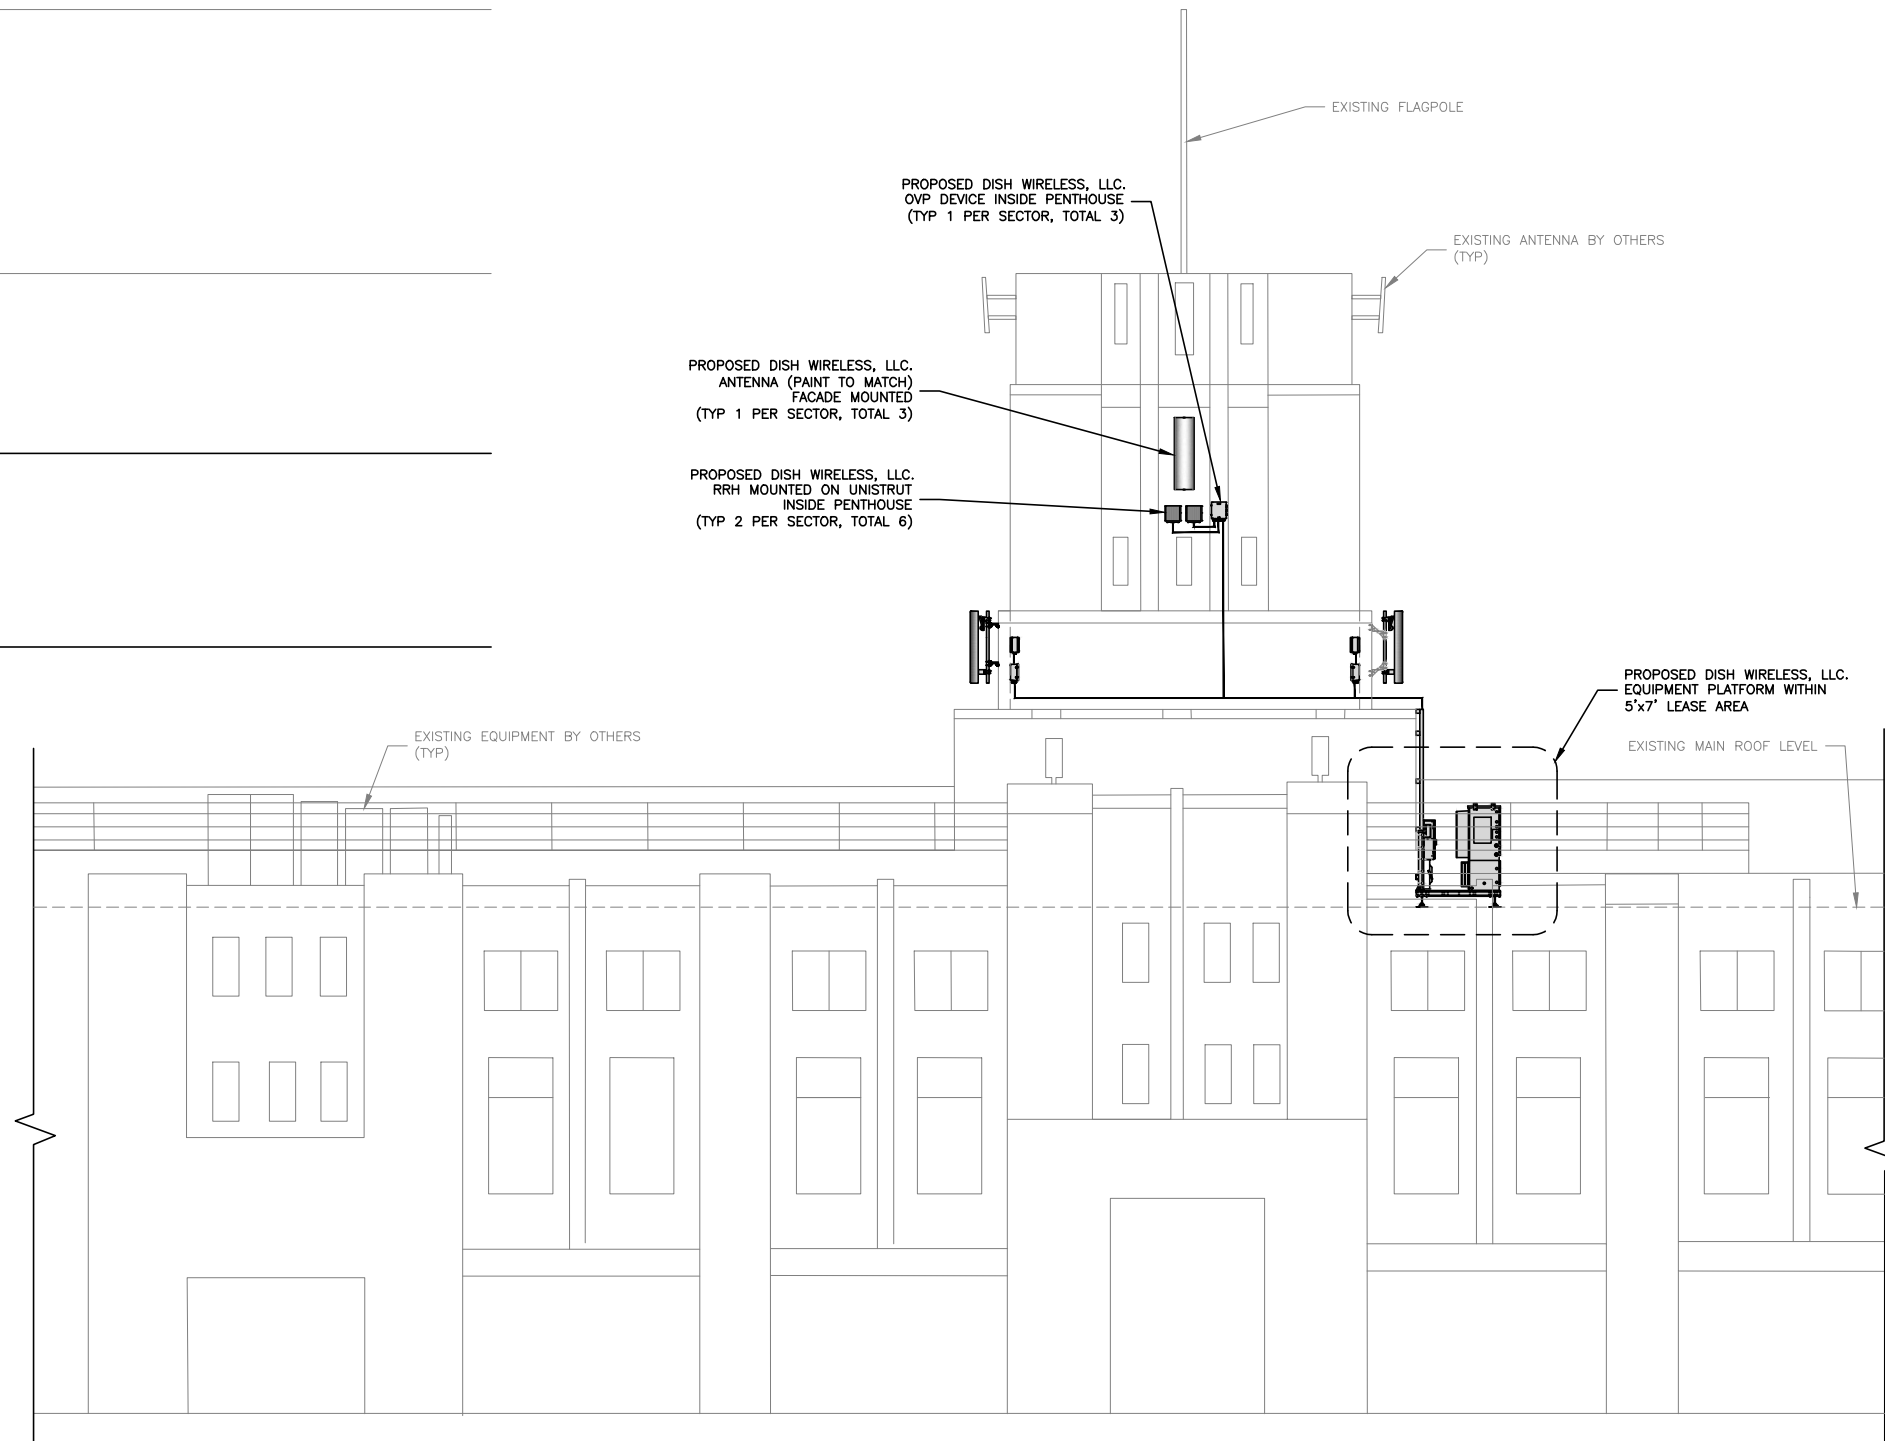 EXISTING FLAGPOLE
PROPOSED DISH WIRELESS, LLC.
OVP DEVICE INSIDE PENTHOUSE
(TYP 1 PER SECTOR, TOTAL 3)
EXISTING ANTENNA BY OTHERS
(TYP)
PROPOSED DISH WIRELESS, LLC.
ANTENNA (PAINT TO MATCH)
FACADE MOUNTED
(TYP 1 PER SECTOR, TOTAL 3)
PROPOSED DISH WIRELESS, LLC.
RRH MOUNTED ON UNISTRUT
INSIDE PENTHOUSE
(TYP 2 PER SECTOR, TOTAL 6)
PROPOSED DISH WIRELESS, LLC.
EQUIPMENT PLATFORM WITHIN
5'x7' LEASE AREA
EXISTING EQUIPMENT BY OTHERS
(TYP)
EXISTING MAIN ROOF LEVEL